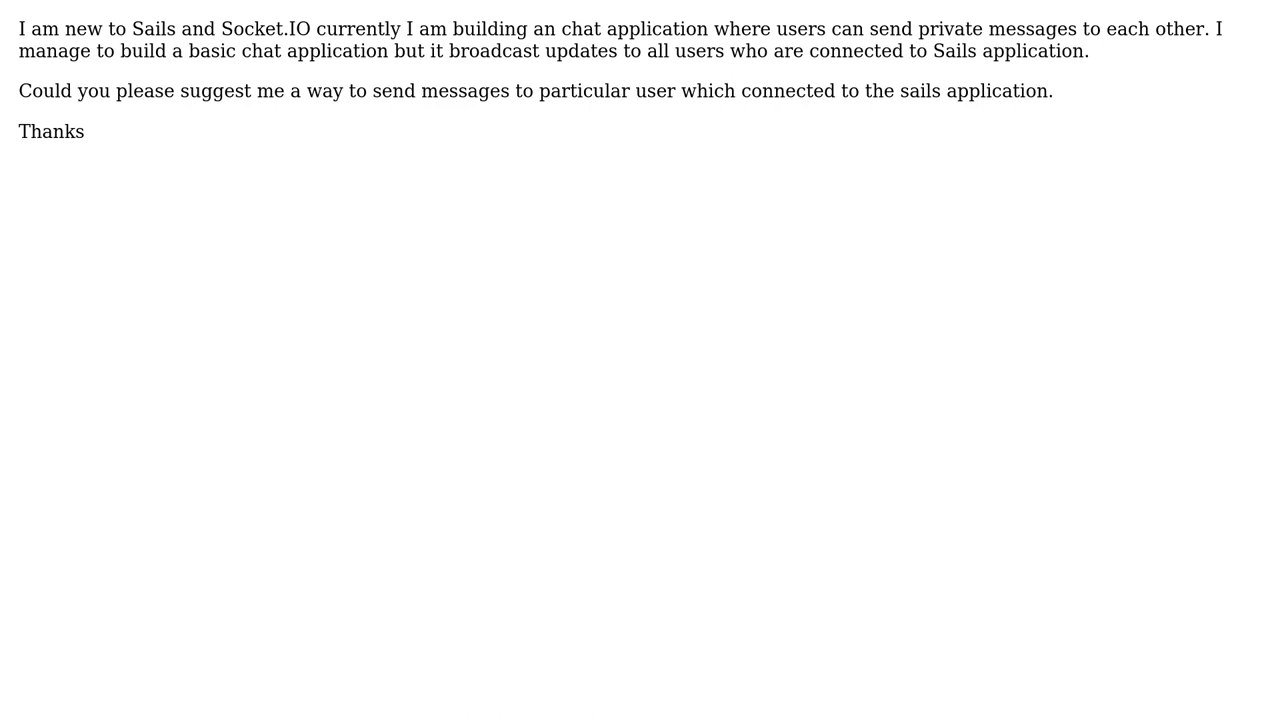 I am new to Sails and Socket.IO currently I am building an chat application where users can send private messages to each other. I
manage to build a basic chat application but it broadcast updates to all users who are connected to Sails application.
Could you please suggest me a way to send messages to particular user which connected to the sails application.
Thanks